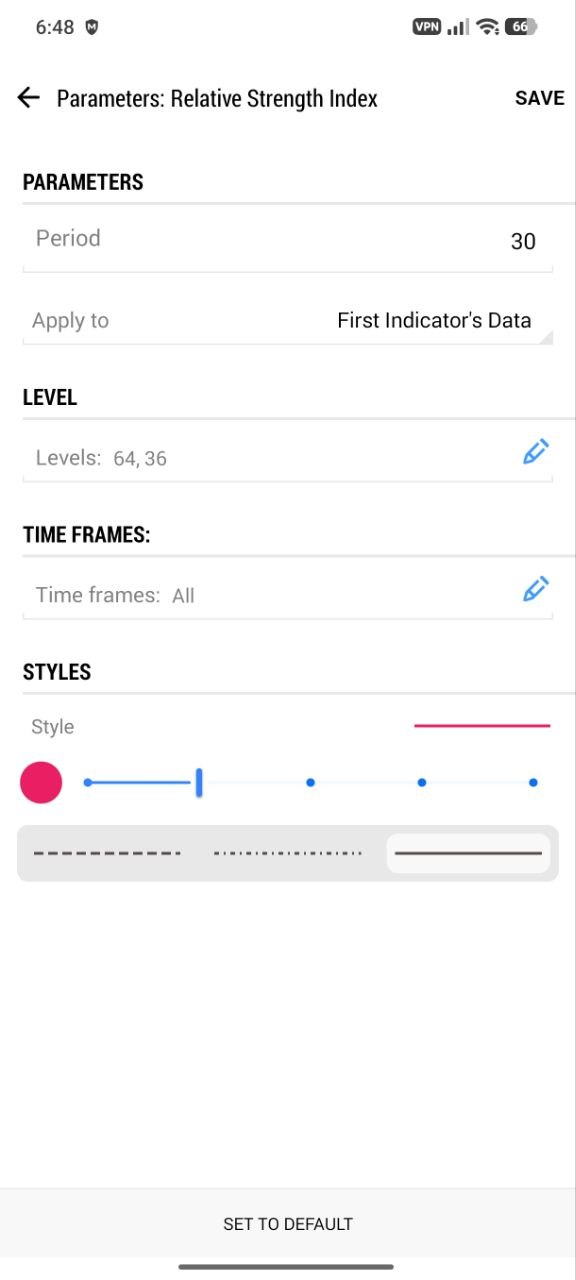 6:48 VPN 66
Parameters: Relative Strength Index SAVE
PARAMETERS
Period 30
Apply to First Indicator's Data
LEVEL
Levels: 64, 36
TIME FRAMES:
Time frames: All
STYLES
Style
SET TO DEFAULT